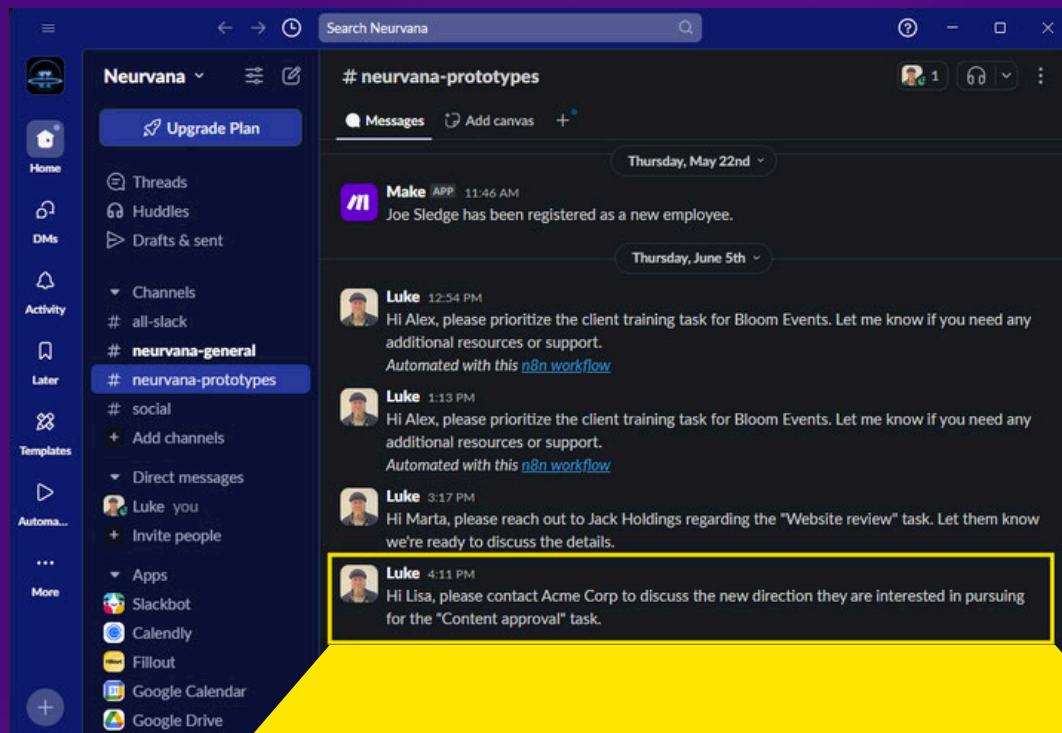 Search Neurvana
Home
DMs
Activity
Later
Templates
Automa...
More
Neurvana
Upgrade Plan
Threads
Huddles
Drafts & sent
Channels
# all-slack
# neurvana-general
# neurvana-prototypes
# social
+ Add channels
Direct messages
Luke you
+ Invite people
Apps
Slackbot
Calendly
Fillout
Google Calendar
Google Drive
# neurvana-prototypes
1
Messages
Add canvas
+
Thursday, May 22nd
Make APP 11:46 AM
Joe Sledge has been registered as a new employee.
Thursday, June 5th
Luke 12:54 PM
Hi Alex, please prioritize the client training task for Bloom Events. Let me know if you need any
additional resources or support.
Automated with this n8n workflow
Luke 1:13 PM
Hi Alex, please prioritize the client training task for Bloom Events. Let me know if you need any
additional resources or support.
Automated with this n8n workflow
Luke 3:17 PM
Hi Marta, please reach out to Jack Holdings regarding the "Website review" task. Let them know
we're ready to discuss the details.
Luke 4:11 PM
Hi Lisa, please contact Acme Corp to discuss the new direction they are interested in pursuing
for the "Content approval" task.